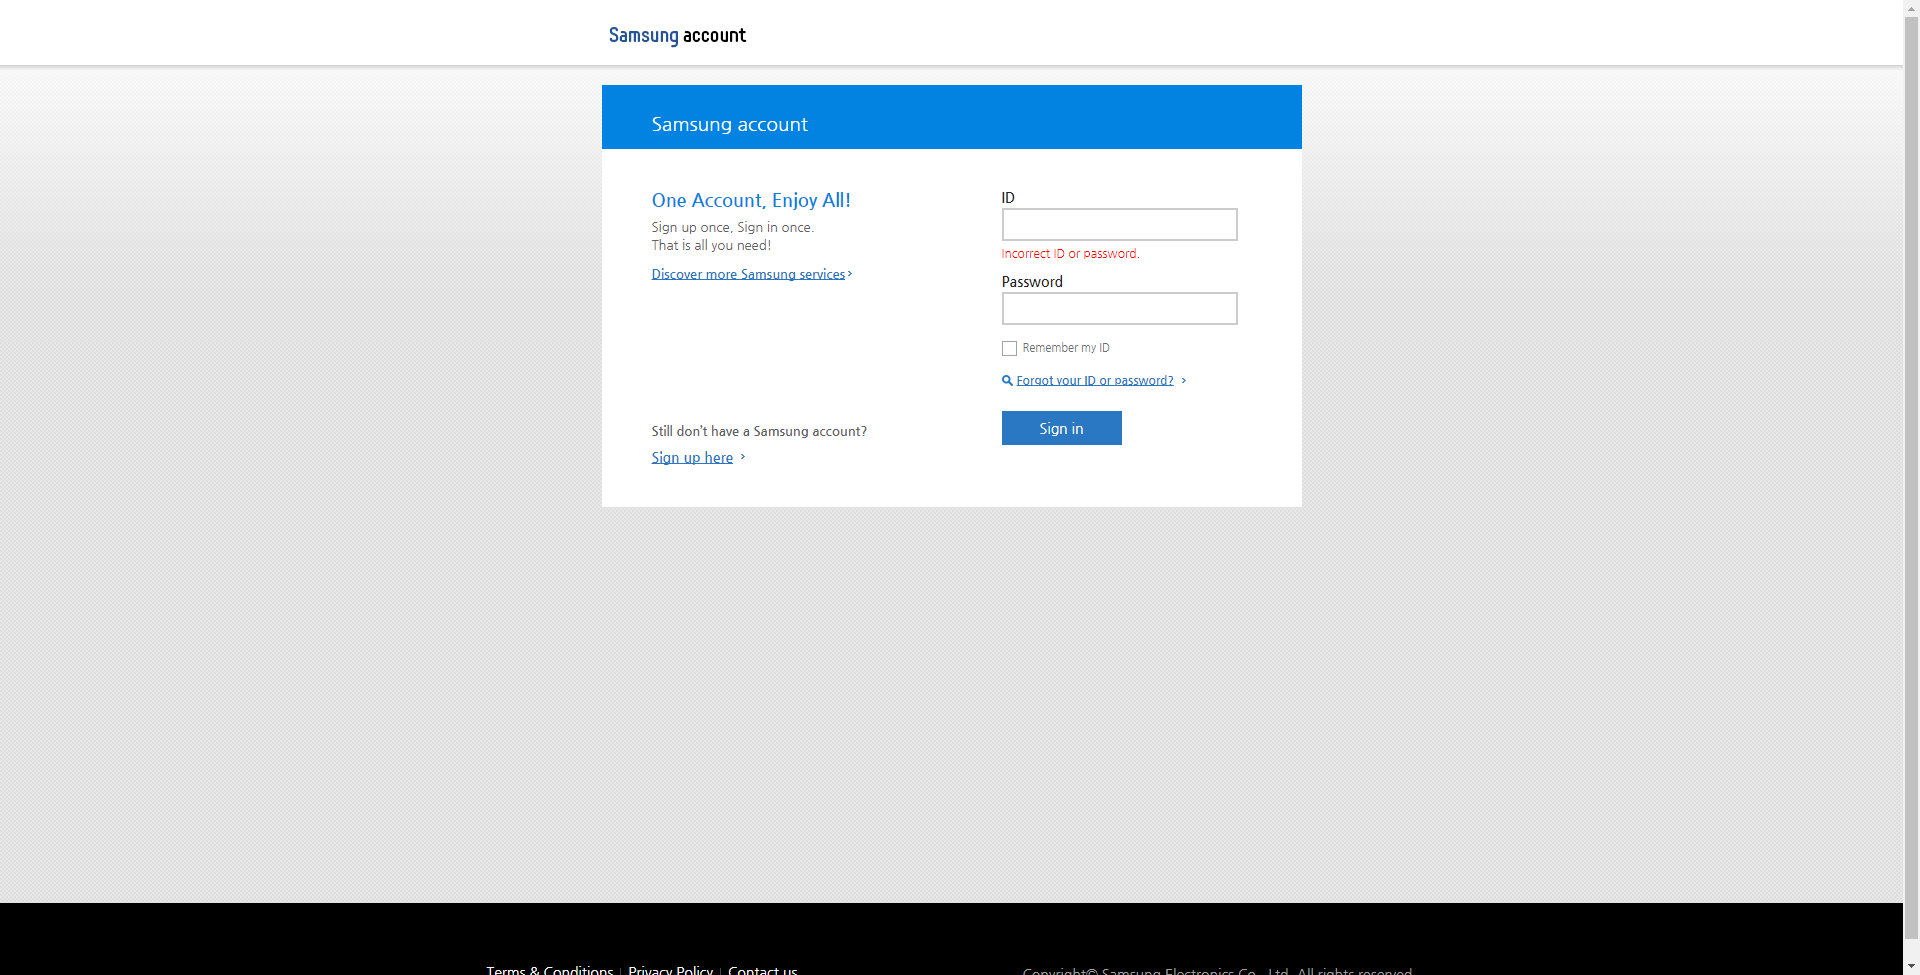 Samsung account
Samsung account
One Account, Enjoy All!
Sign up once, Sign in once.
That is all you need!
Discover more Samsung services
Still don't have a Samsung account?
Sign up here
ID
Incorrect ID or password.
Password
Remember my ID
Forgot your ID or password?
Sign in
Terms & Conditions | Privacy Policy | Contact us
Copyright© Samsung Electronics Co., Ltd. All rights reserved.